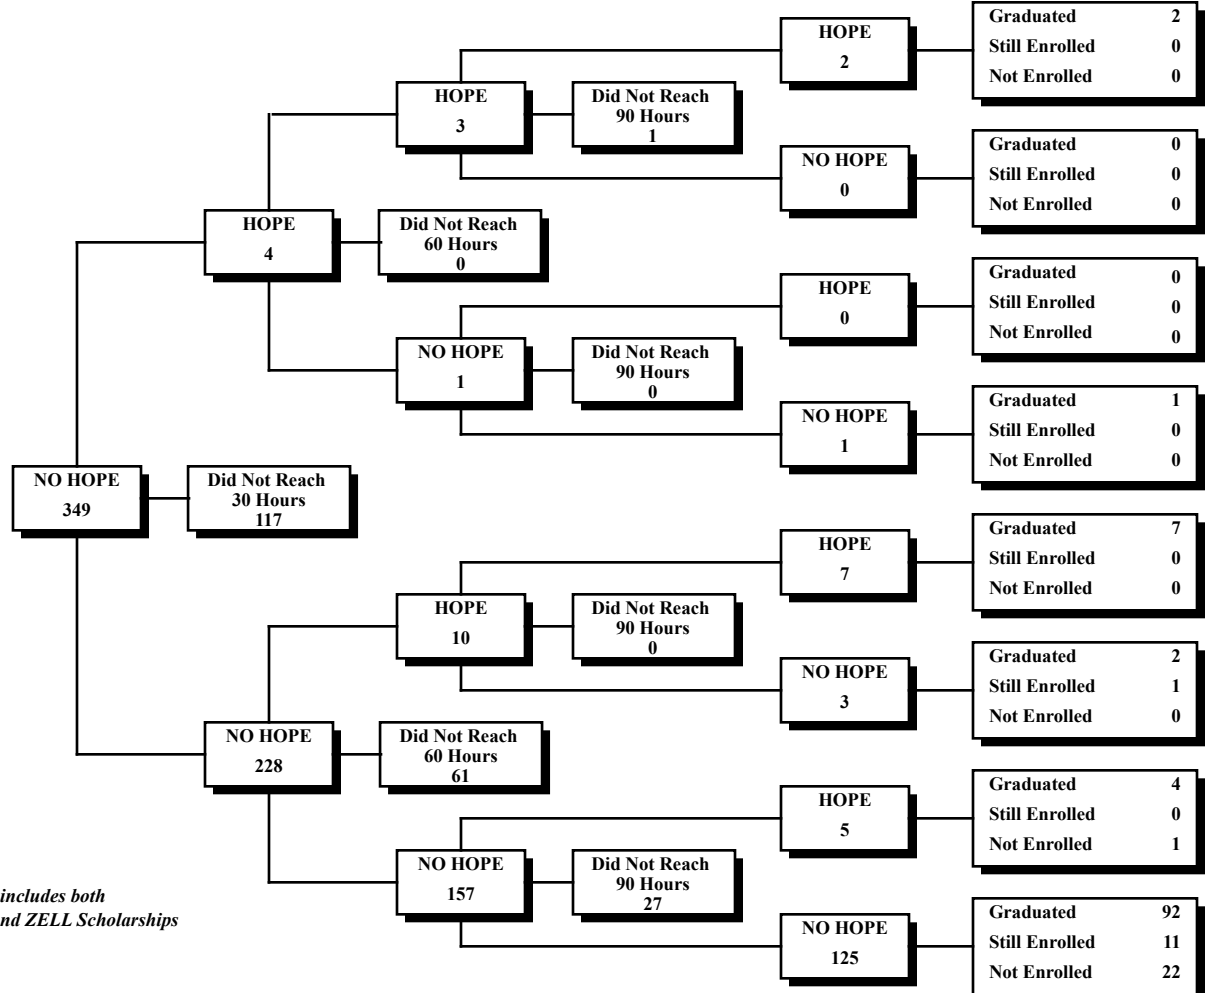 HOPE
2
Graduated 2
Still Enrolled 0
Not Enrolled 0
HOPE
3
Did Not Reach
90 Hours
1
NO HOPE
0
Graduated 0
Still Enrolled 0
Not Enrolled 0
HOPE
4
Did Not Reach
60 Hours
0
HOPE
0
Graduated 0
Still Enrolled 0
Not Enrolled 0
NO HOPE
1
Did Not Reach
90 Hours
0
NO HOPE
1
Graduated 1
Still Enrolled 0
Not Enrolled 0
NO HOPE
349
Did Not Reach
30 Hours
117
HOPE
7
Graduated 7
Still Enrolled 0
Not Enrolled 0
HOPE
10
Did Not Reach
90 Hours
0
NO HOPE
3
Graduated 2
Still Enrolled 1
Not Enrolled 0
NO HOPE
228
Did Not Reach
60 Hours
61
HOPE
5
Graduated 4
Still Enrolled 0
Not Enrolled 1
NO HOPE
157
Did Not Reach
90 Hours
27
NO HOPE
125
Graduated 92
Still Enrolled 11
Not Enrolled 22
includes both
nd ZELL Scholarships